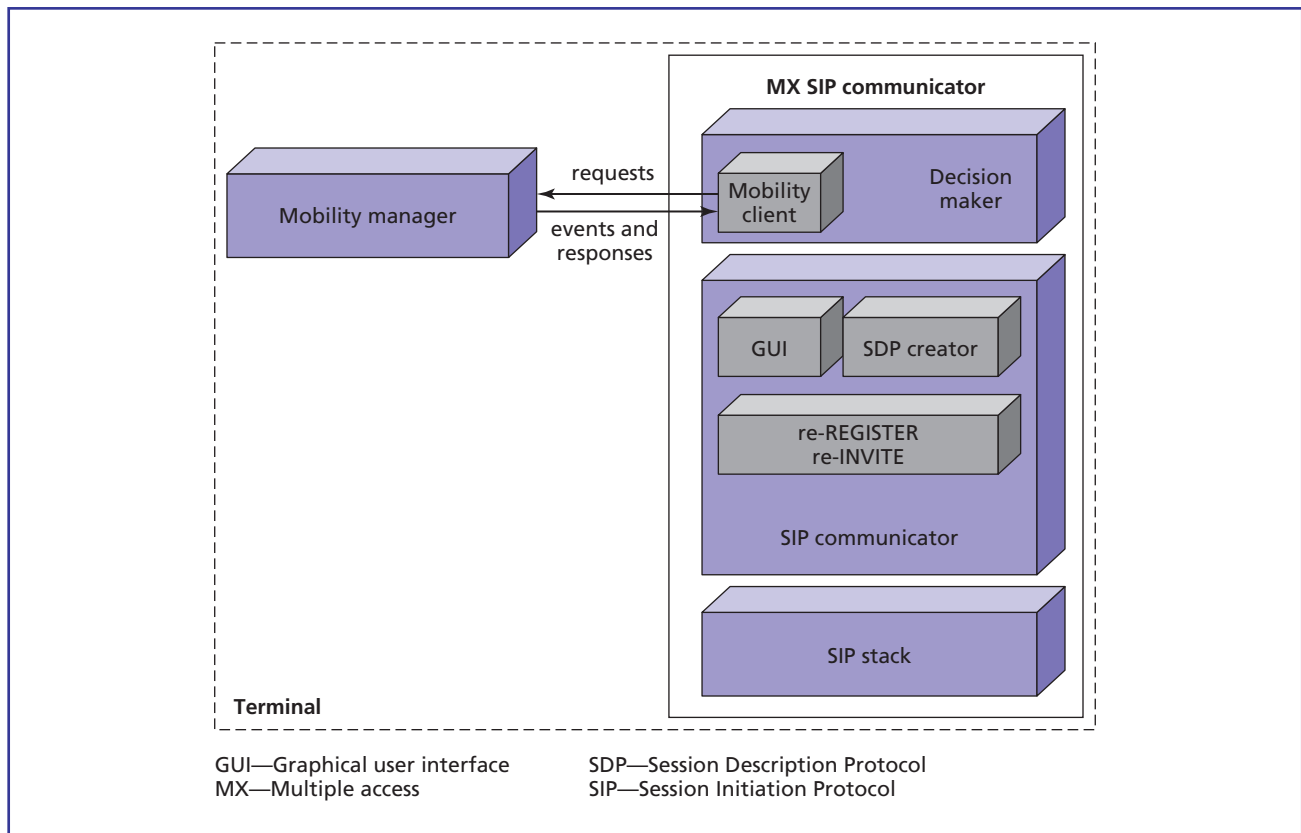 MX SIP communicator
requests
Mobility manager
events and
responses
Mobility
client
Decision
maker
GUI
SDP creator
re-REGISTER
re-INVITE
SIP communicator
SIP stack
Terminal
GUI—Graphical user interface
MX—Multiple access
SDP—Session Description Protocol
SIP—Session Initiation Protocol